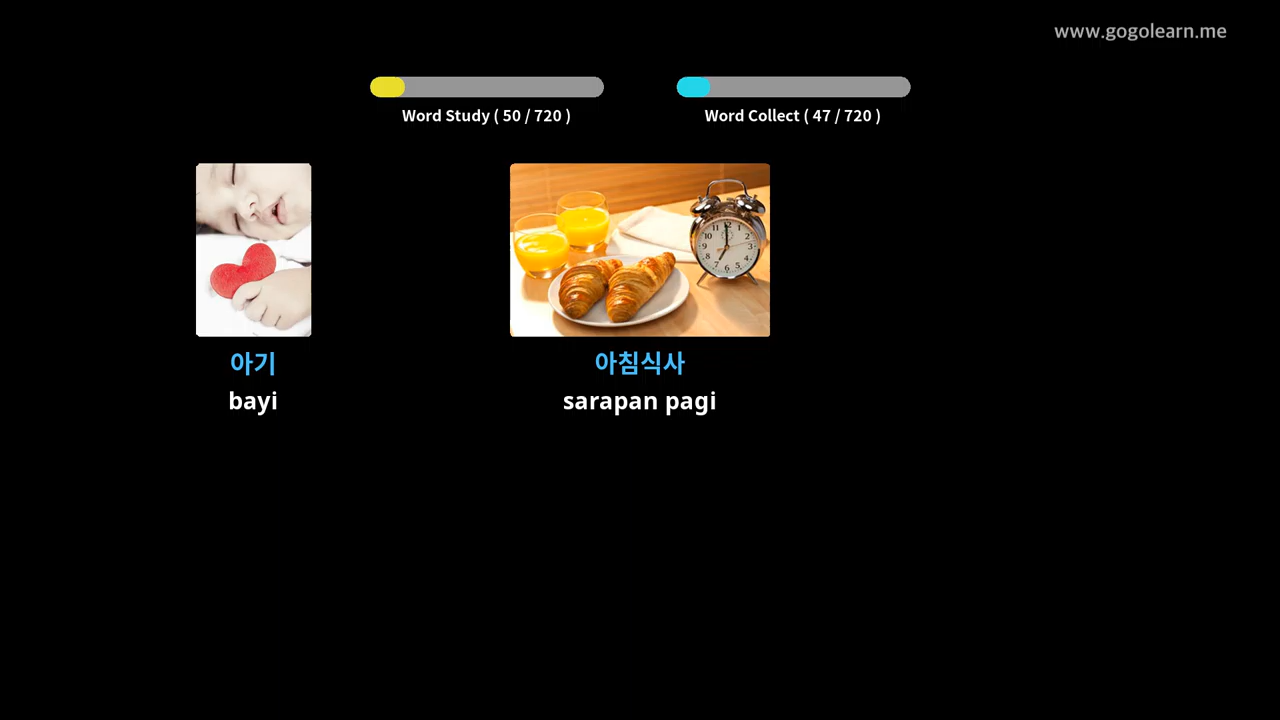 www.gogolearn.me
Word Study ( 50 / 720 )
Word Collect ( 47 / 720 )
아기
bayi
아침식사
sarapan pagi